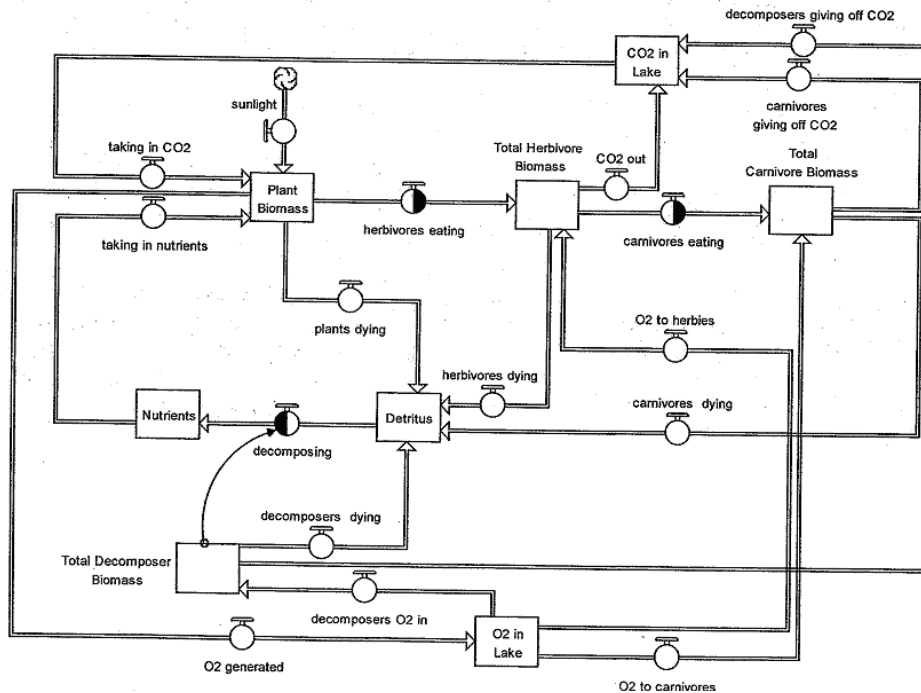 decomposers giving off CO2
CO2 in
Lake
carnivores
giving off CO2
sunlight
taking in CO2
Total Herbivore
Biomass
CO2 out
Total
Carnivore Biomass
Plant
Biomass
taking in nutrients
herbivores eating
carnivores eating
plants dying
O2 to herbies
herbivores dying
carnivores dying
Nutrients
Detritus
decomposing
decomposers dying
Total Decomposer
Biomass
decomposers O2 in
O2 in
Lake
O2 generated
O2 to carnivores